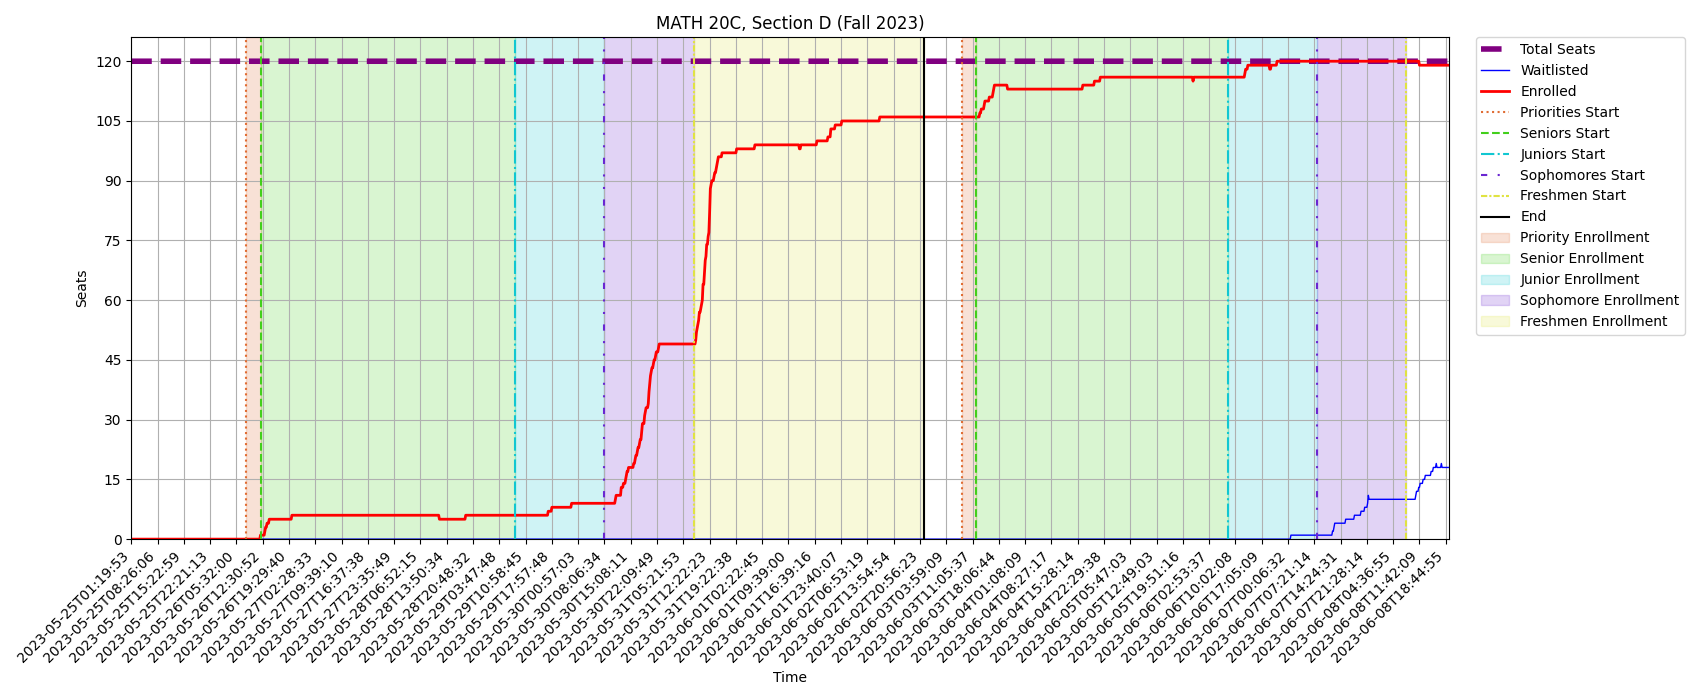 MATH 20C, Section D (Fall 2023)
Seats
120
105
90
75
60
45
30
15
0
2023-05-25T01:19:53
2023-05-25T08:26:06
2023-05-25T15:22:59
2023-05-25T22:21:13
2023-05-26T05:32:00
2023-05-26T12:30:52
2023-05-26T19:29:40
2023-05-27T02:28:33
2023-05-27T09:39:10
2023-05-27T16:37:38
2023-05-27T23:35:49
2023-05-28T06:52:15
2023-05-28T13:50:34
2023-05-28T20:48:32
2023-05-29T03:47:48
2023-05-29T10:58:45
2023-05-29T17:57:48
2023-05-30T00:57:03
2023-05-30T08:06:34
2023-05-30T15:08:11
2023-05-30T22:09:49
2023-05-31T05:21:53
2023-05-31T12:22:23
2023-05-31T19:22:38
2023-06-01T02:22:45
2023-06-01T09:39:00
2023-06-01T16:39:16
2023-06-01T23:40:07
2023-06-02T06:53:19
2023-06-02T13:54:54
2023-06-02T20:56:23
2023-06-03T03:59:09
2023-06-03T11:05:37
2023-06-03T18:06:44
2023-06-04T01:08:09
2023-06-04T08:27:17
2023-06-04T15:28:14
2023-06-04T22:29:38
2023-06-05T05:47:03
2023-06-05T12:49:03
2023-06-05T19:51:16
2023-06-06T02:53:37
2023-06-06T10:02:08
2023-06-06T17:05:09
2023-06-07T00:06:32
2023-06-07T07:21:14
2023-06-07T14:24:31
2023-06-07T21:28:14
2023-06-08T04:36:55
2023-06-08T11:42:09
2023-06-08T18:44:55
Time
Total Seats
Waitlisted
Enrolled
Priorities Start
Seniors Start
Juniors Start
Sophomores Start
Freshmen Start
End
Priority Enrollment
Senior Enrollment
Junior Enrollment
Sophomore Enrollment
Freshmen Enrollment